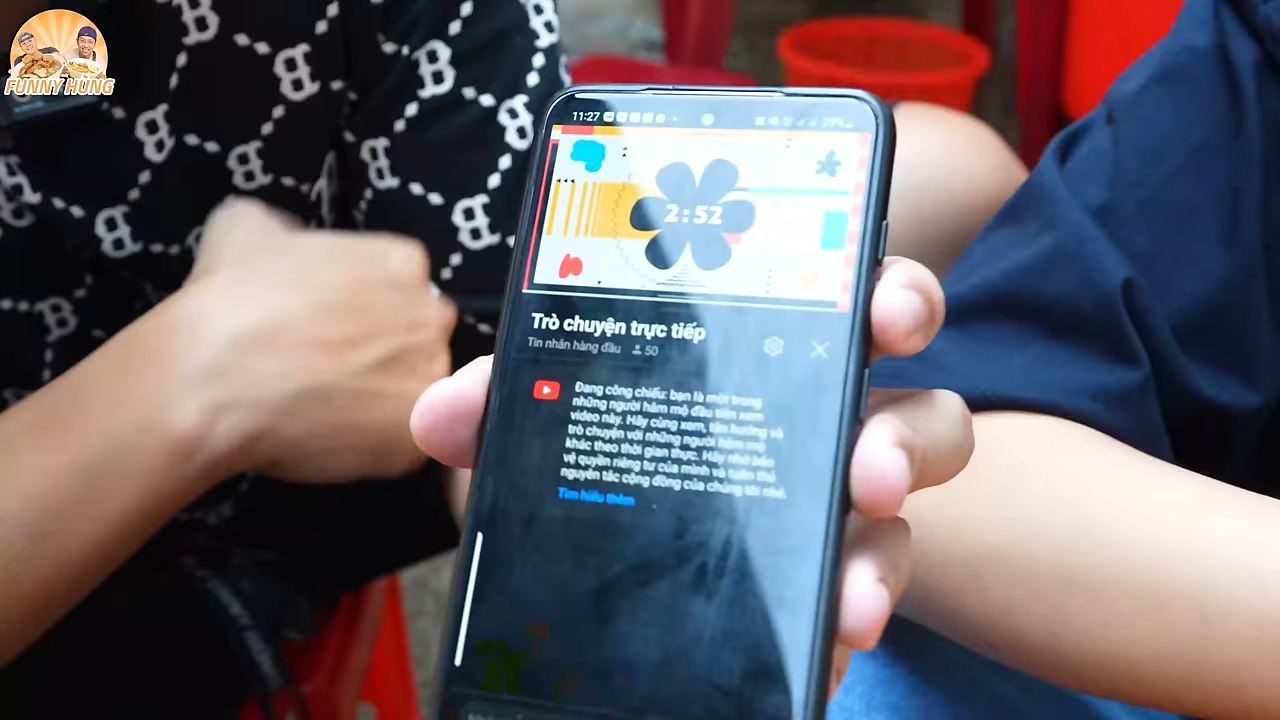 FUNNY HÙNG
11:27
2:52
Trò chuyện trực tiếp
Tin nhắn hàng đầu 50
Đang công chiếu: bạn là một trong
những người hâm mộ đầu tiên xem
video này. Hãy cùng xem, tận hưởng và
trò chuyện với những người hâm mộ
khác theo thời gian thực. Hãy nhớ bảo
vệ quyền riêng tư của mình và tuân thủ
nguyên tắc cộng đồng của chúng tôi nhé.
Tìm hiểu thêm